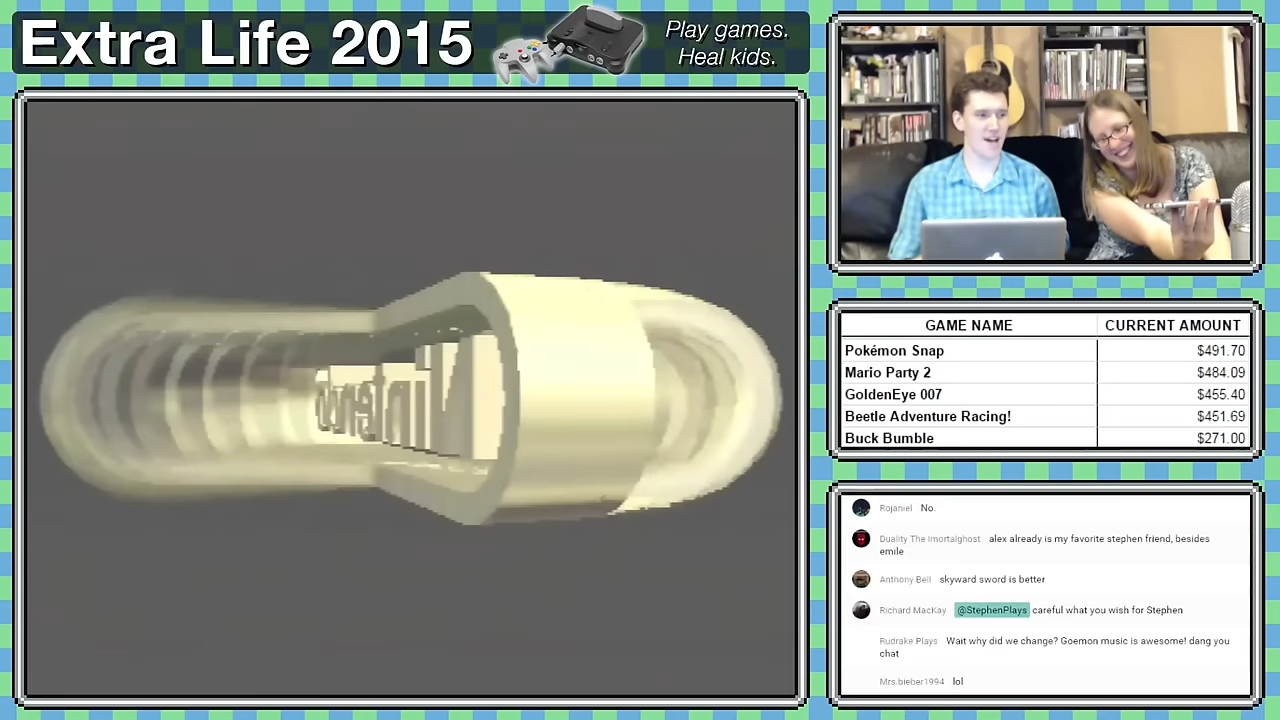 Extra Life 2015
Play games.
Heal kids.
GAME NAME CURRENT AMOUNT
Pokémon Snap $491.70
Mario Party 2 $484.09
GoldenEye 007 $455.40
Beetle Adventure Racing! $451.69
Buck Bumble $271.00
Rojaniel No.
Duality The Imortalghost alex already is my favorite stephen friend, besides
emile
Anthony Bell skyward sword is better
Richard MacKay @StephenPlays careful what you wish for Stephen
Rudrake Plays Wait why did we change? Goemon music is awesome! dang you
chat
Mrs.bieber1994 lol